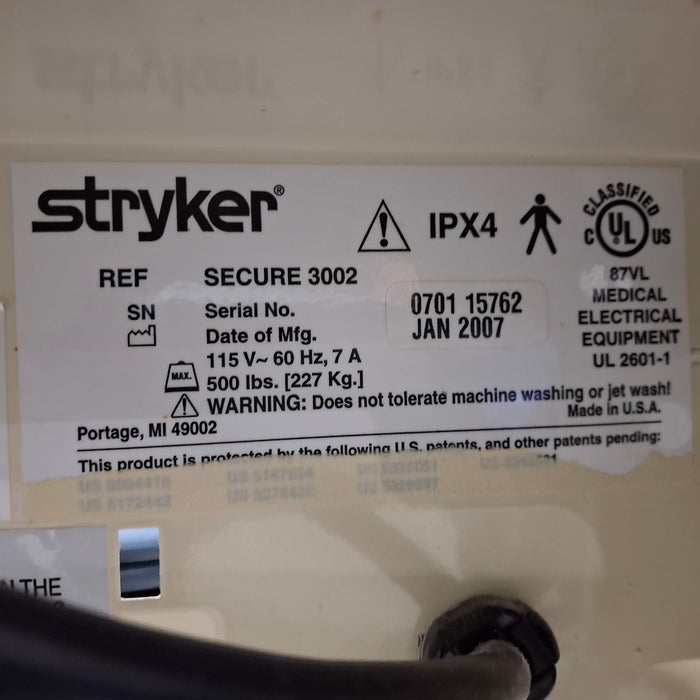 stryker®
IPX4
CLASSIFIED
C UL US
87VL
MEDICAL
ELECTRICAL
EQUIPMENT
UL 2601-1
REF SECURE 3002
SN Serial No. 0701 15762
Date of Mfg. JAN 2007
115 V~ 60 Hz, 7 A
MAX. 500 lbs. [227 Kg.]
WARNING: Does not tolerate machine washing or jet wash!
Made in U.S.A.
Portage, MI 49002
This product is protected by the following U.S. patents, and other patents pending:
THE